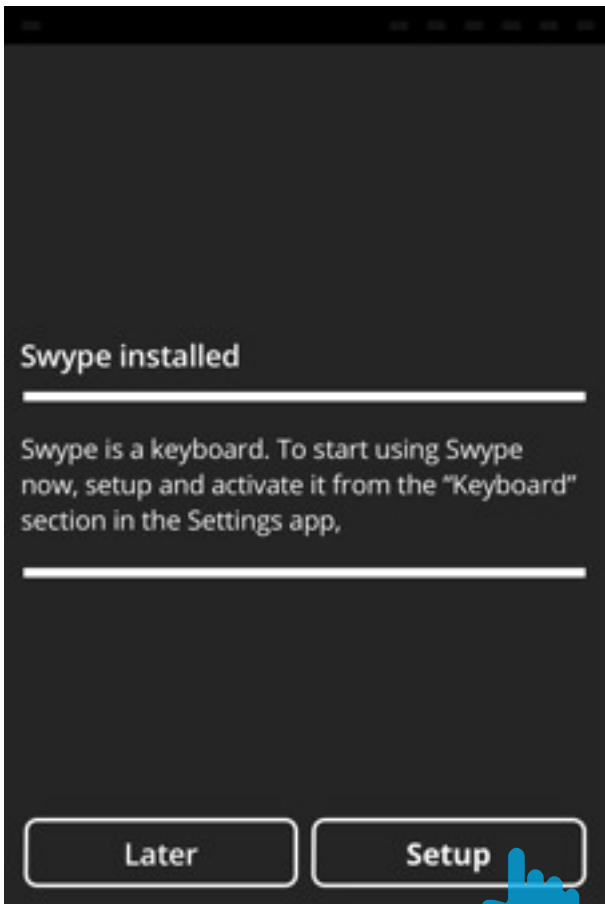 Swype installed
Swype is a keyboard. To start using Swype
now, setup and activate it from the “Keyboard”
section in the Settings app,
Later Setup